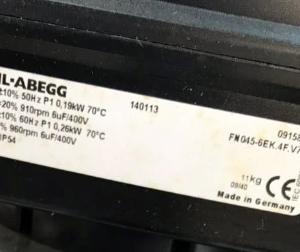 L-ABEGG
±10% 50Hz P1 0,19kW 70°C
±20% 910rpm 6uF/400V
±10% 60Hz P1 0,26kW 70°C
% 960rpm 6uF/400V
IP54
140113
09155
FN045-6EK.4F.V7
11kg CE
09/40
Made in Germany